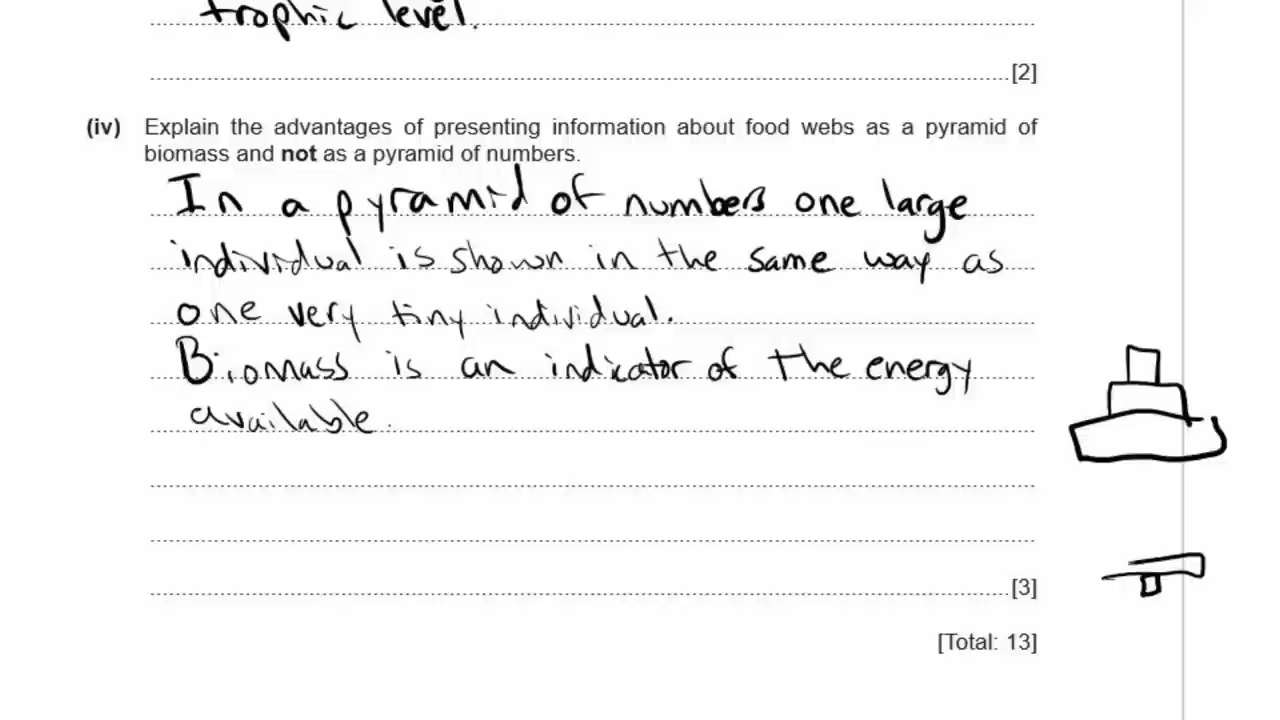 trophic level.
[2]
(iv) Explain the advantages of presenting information about food webs as a pyramid of
biomass and not as a pyramid of numbers.
In a pyramid of numbers one large
individual is shown in the same way as
one very tiny individual.
Biomass is an indicator of the energy
available.
[3]
[Total: 13]